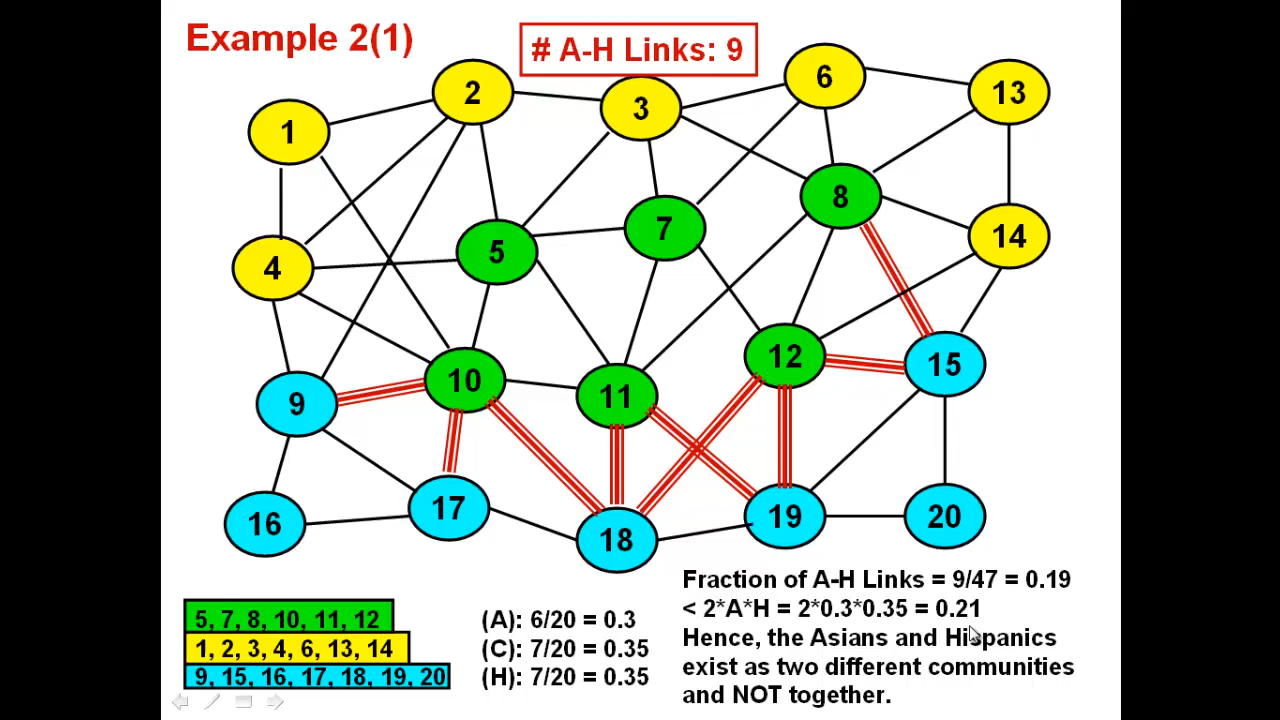 Example 2(1)
# A-H Links: 9
1
2
3
6
13
4
5
7
8
14
9
10
11
12
15
16
17
18
19
20
5, 7, 8, 10, 11, 12
1, 2, 3, 4, 6, 13, 14
9, 15, 16, 17, 18, 19, 20
(A): 6/20 = 0.3
(C): 7/20 = 0.35
(H): 7/20 = 0.35
Fraction of A-H Links = 9/47 = 0.19
< 2*A*H = 2*0.3*0.35 = 0.21
Hence, the Asians and Hispanics
exist as two different communities
and NOT together.